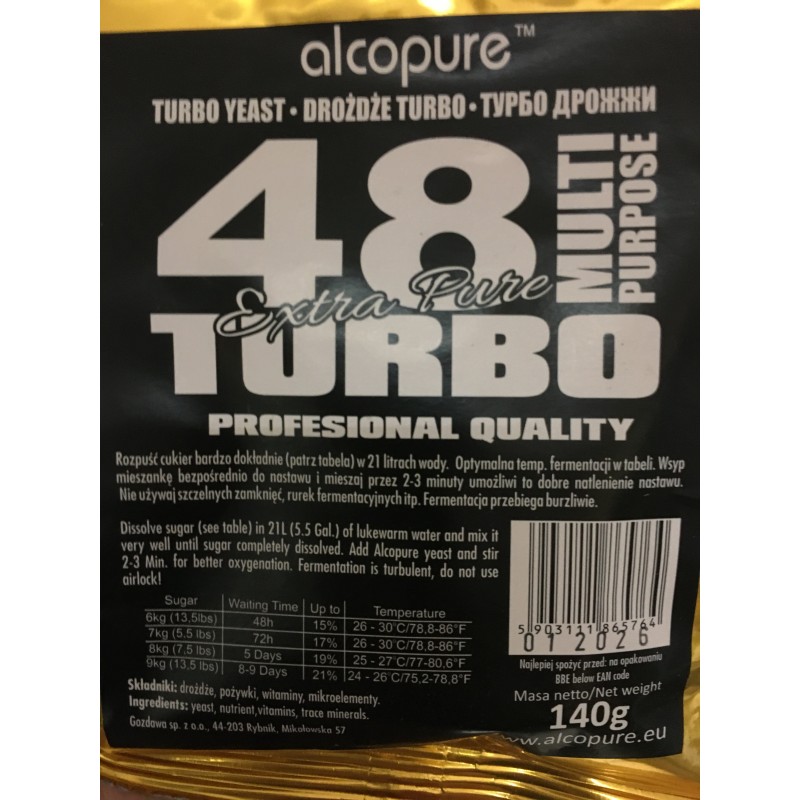 alcopure™
TURBO YEAST • DROŻDŻE TURBO • ТУРБО ДРОЖЖИ
48
MULTI
PURPOSE
Extra Pure
TURBO
PROFESIONAL QUALITY
Rozpuść cukier bardzo dokładnie (patrz tabela) w 21 litrach wody. Optymalna temp. fermentacji w tabeli. Wsyp
mieszankę bezpośrednio do nastawu i mieszaj przez 2-3 minuty umożliwi to dobre natlenienie nastawu.
Nie używaj szczelnych zamknięć, rurek fermentacyjnych itp. Fermentacja przebiega burzliwie.
Dissolve sugar (see table) in 21L (5.5 Gal.) of lukewarm water and mix it
very well until sugar completely dissolved. Add Alcopure yeast and stir
2-3 Min. for better oxygenation. Fermentation is turbulent, do not use
airlock!
Sugar Waiting Time Up to Temperature
6kg (13,5lbs) 48h 15% 26 - 30°C/78,8-86°F
7kg (5.5 lbs) 72h 17% 26 - 30°C/78,8-86°F
8kg (7,5 lbs) 5 Days 19% 25 - 27°C/77-80,6°F
9kg (13,5 lbs) 8-9 Days 21% 24 - 26°C/75,2-78,8°F
Składniki: drożdże, pożywki, witaminy, mikroelementy.
Ingredients: yeast, nutrient,vitamins, trace minerals.
Gozdawa sp. z o.o., 44-203 Rybnik, Mikołowska 57
5 903111 865764
012026
Najlepiej spożyć przed: na opakowaniu
BBE below EAN code
Masa netto/Net weight
140g
www.alcopure.eu